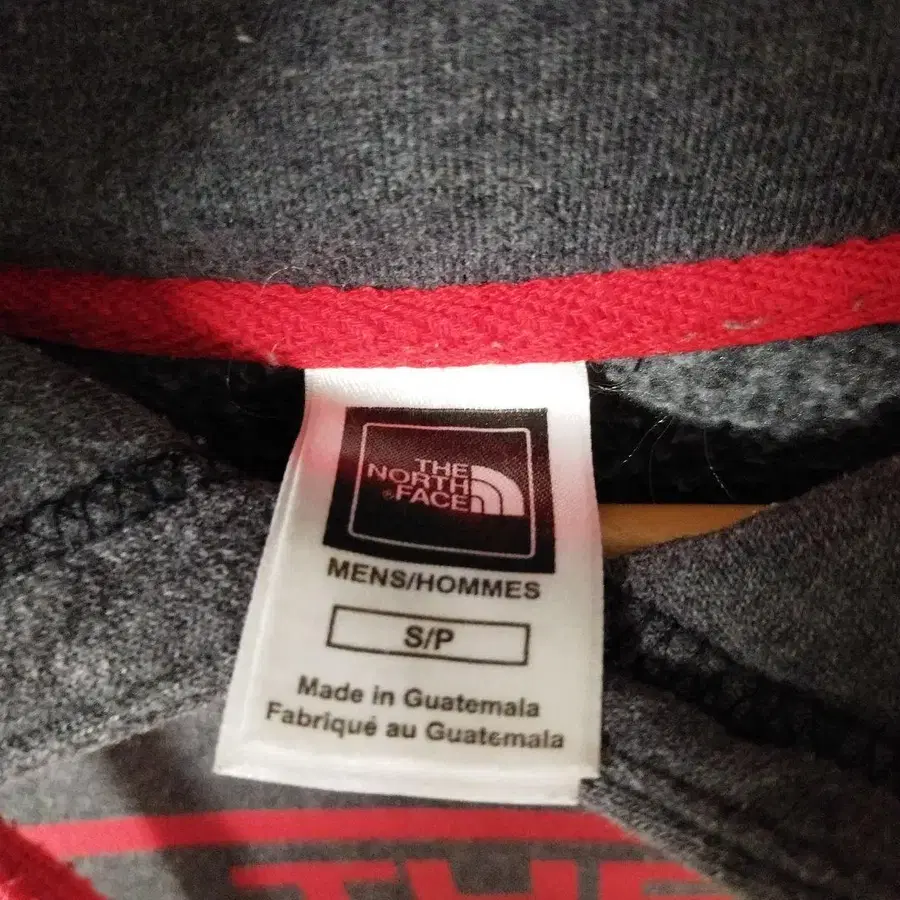 THE
NORTH
®FACE
MENS/HOMMES
S/P
Made in Guatemala
Fabriqué au Guatemala